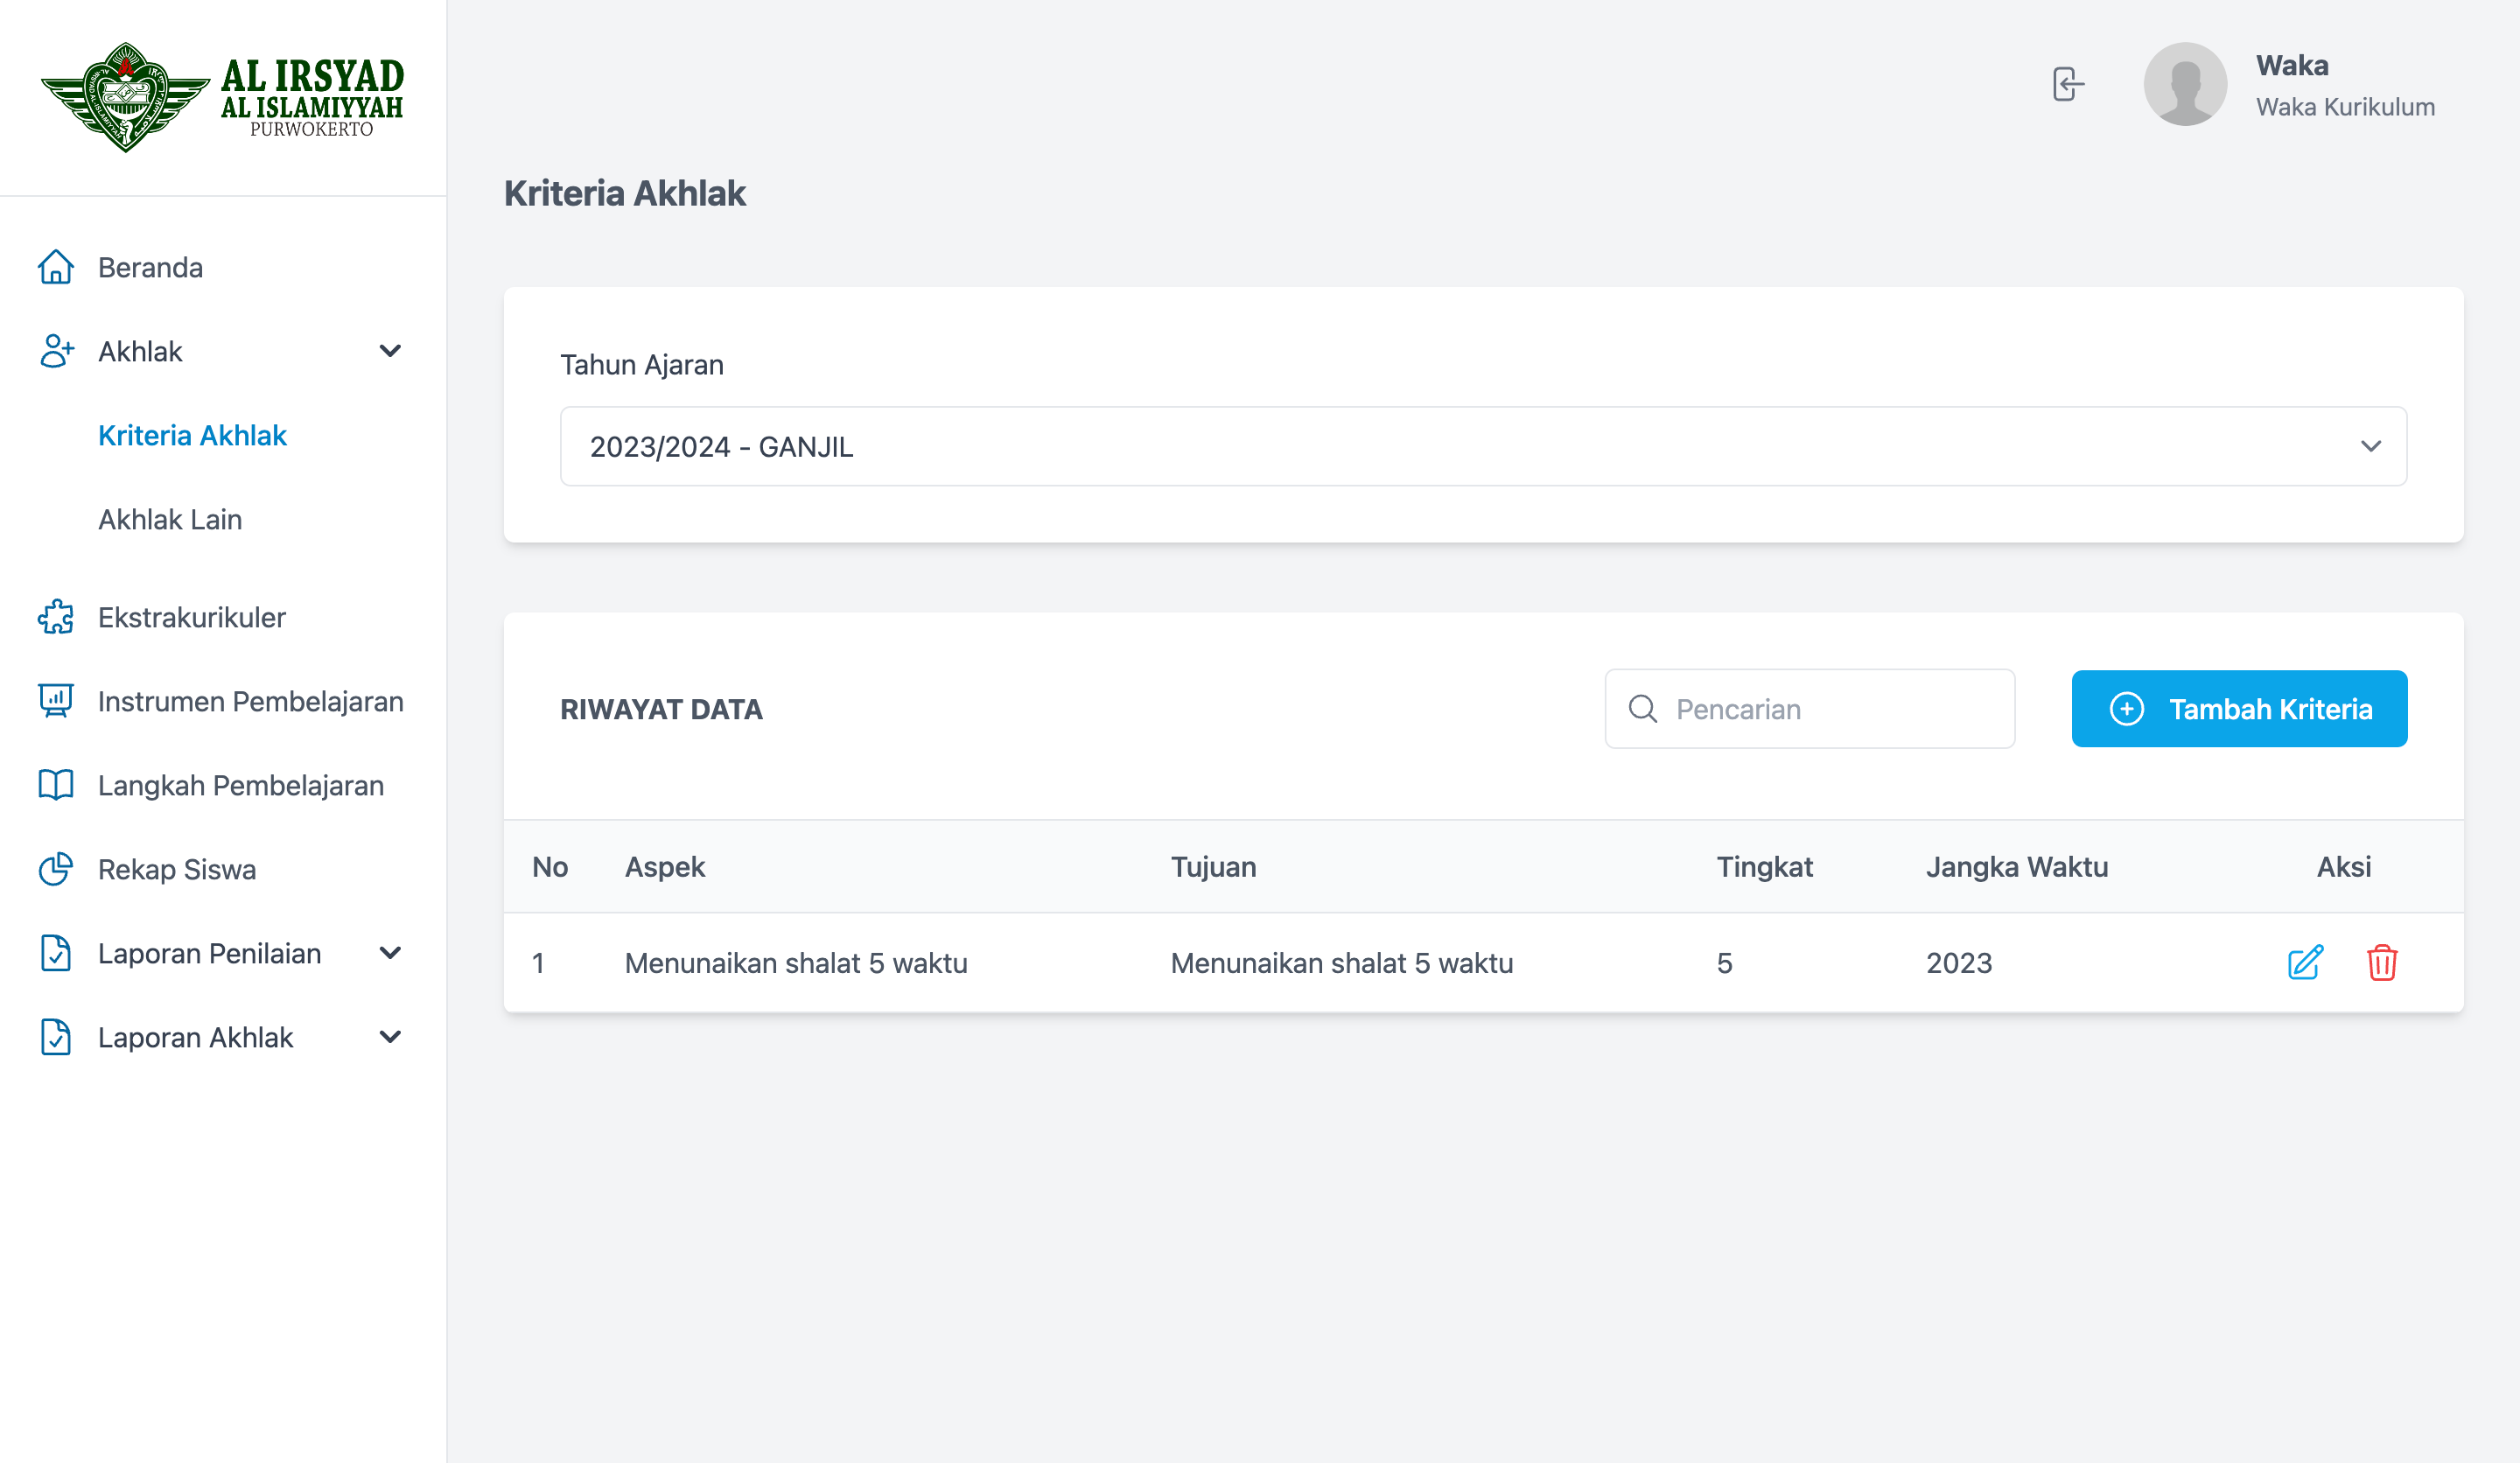 AL IRSYAD
AL ISLAMIYYAH
PURWOKERTO
Beranda
Akhlak
Kriteria Akhlak
Akhlak Lain
Ekstrakurikuler
Instrumen Pembelajaran
Langkah Pembelajaran
Rekap Siswa
Laporan Penilaian
Laporan Akhlak
Waka
Waka Kurikulum
Kriteria Akhlak
Tahun Ajaran
2023/2024 - GANJIL
RIWAYAT DATA
Pencarian
Tambah Kriteria
No Aspek Tujuan Tingkat Jangka Waktu Aksi
1 Menunaikan shalat 5 waktu Menunaikan shalat 5 waktu 5 2023